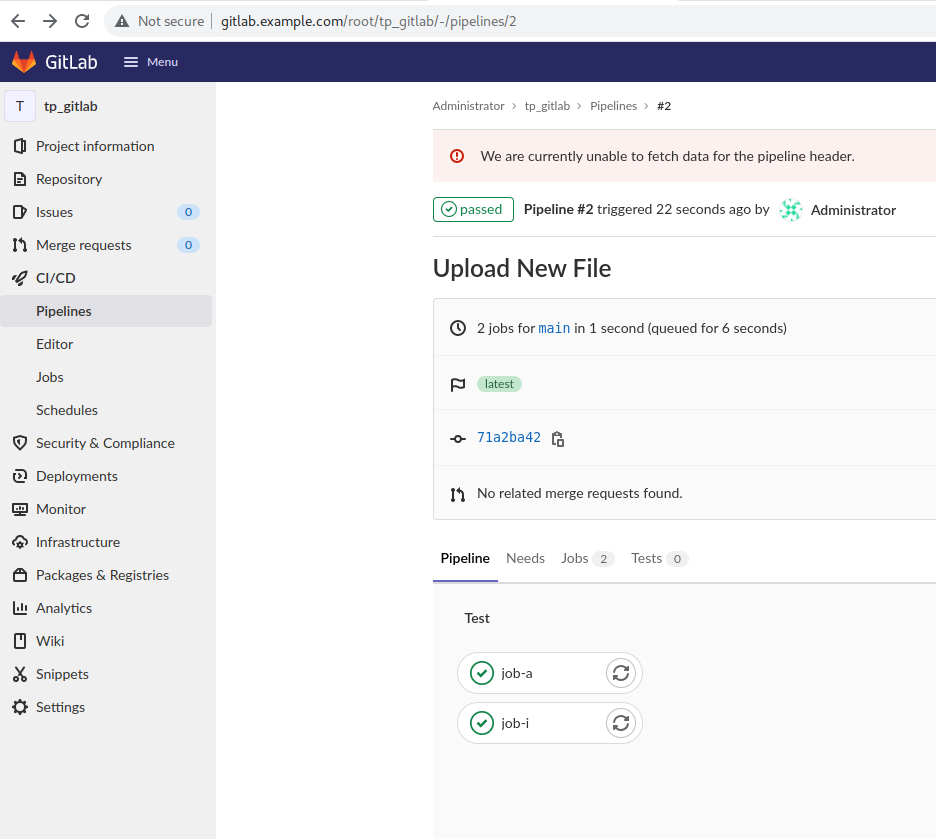 Not secure | gitlab.example.com/root/tp_gitlab/-/pipelines/2
GitLab Menu
T tp_gitlab
Project information
Repository
Issues 0
Merge requests 0
CI/CD
Pipelines
Editor
Jobs
Schedules
Security & Compliance
Deployments
Monitor
Infrastructure
Packages & Registries
Analytics
Wiki
Snippets
Settings
Administrator > tp_gitlab > Pipelines > #2
We are currently unable to fetch data for the pipeline header.
passed Pipeline #2 triggered 22 seconds ago by Administrator
Upload New File
2 jobs for main in 1 second (queued for 6 seconds)
latest
71a2ba42
No related merge requests found.
Pipeline Needs Jobs 2 Tests 0
Test
job-a
job-i